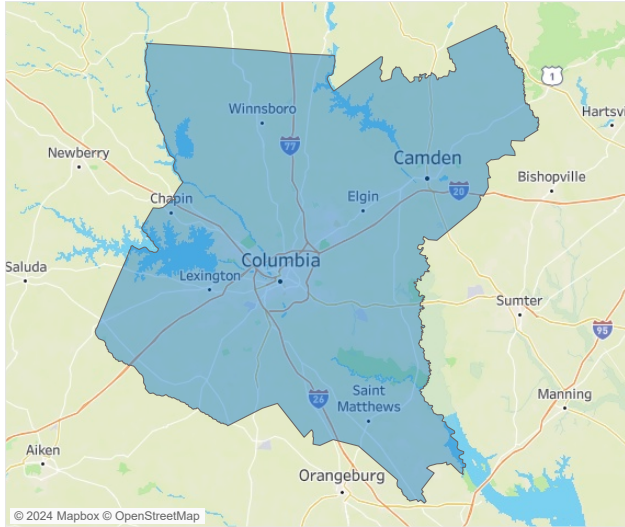 1
Hartsvi
Winnsboro
77
Newberry
Camden
20
Bishopville
Chapin
Elgin
Columbia
Saluda
Lexington
Sumter
95
26
Saint
Matthews
Manning
Aiken
Orangeburg
© 2024 Mapbox © OpenStreetMap